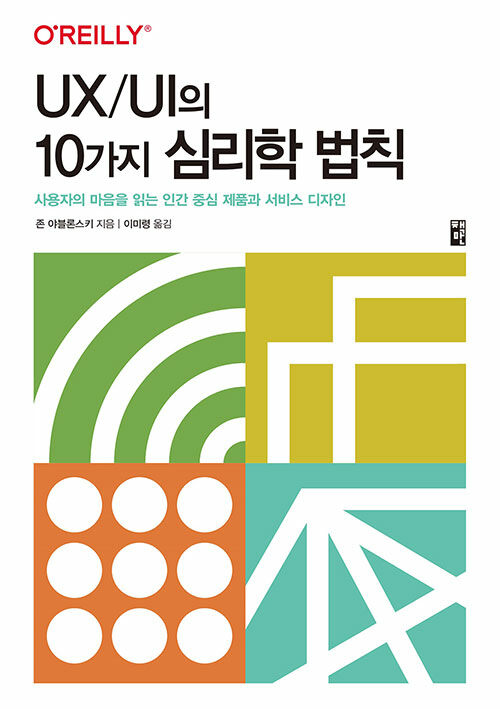 O'REILLY®
UX/UI의
10가지 심리학 법칙
사용자의 마음을 읽는 인간 중심 제품과 서비스 디자인
존 야블론스키 지음 | 이미령 옮김
책만